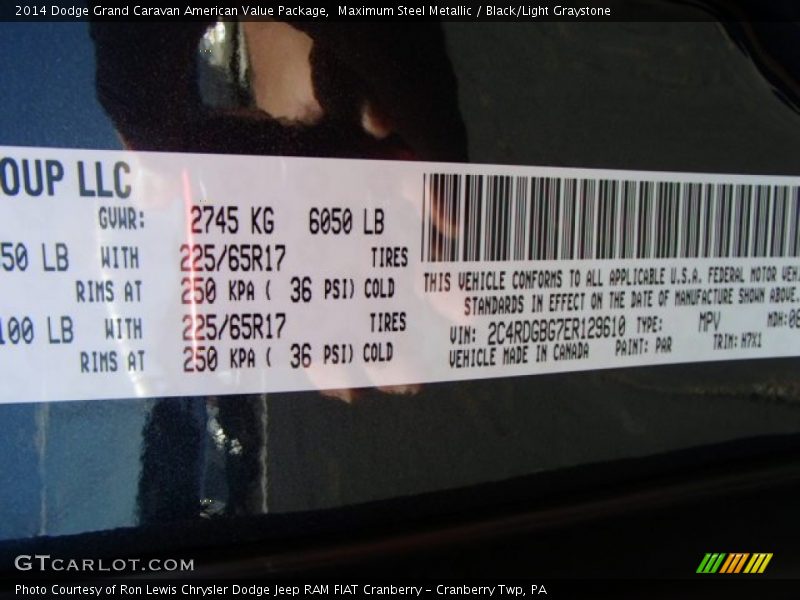 2014 Dodge Grand Caravan American Value Package,  Maximum Steel Metallic / Black/Light Graystone
OUP LLC
GVWR: 2745 KG 6050 LB
50 LB WITH 225/65R17 TIRES
RIMS AT 250 KPA ( 36 PSI) COLD
100 LB WITH 225/65R17 TIRES
RIMS AT 250 KPA ( 36 PSI) COLD
THIS VEHICLE CONFORMS TO ALL APPLICABLE U.S.A. FEDERAL MOTOR VEH
STANDARDS IN EFFECT ON THE DATE OF MANUFACTURE SHOWN ABOVE.
VIN: 2C4RDGBG7ER129610 TYPE: MPV MDH:
VEHICLE MADE IN CANADA PAINT: PAR TRIM: H7X1
GTCARLOT.COM
Photo Courtesy of Ron Lewis Chrysler Dodge Jeep RAM FIAT Cranberry - Cranberry Twp, PA